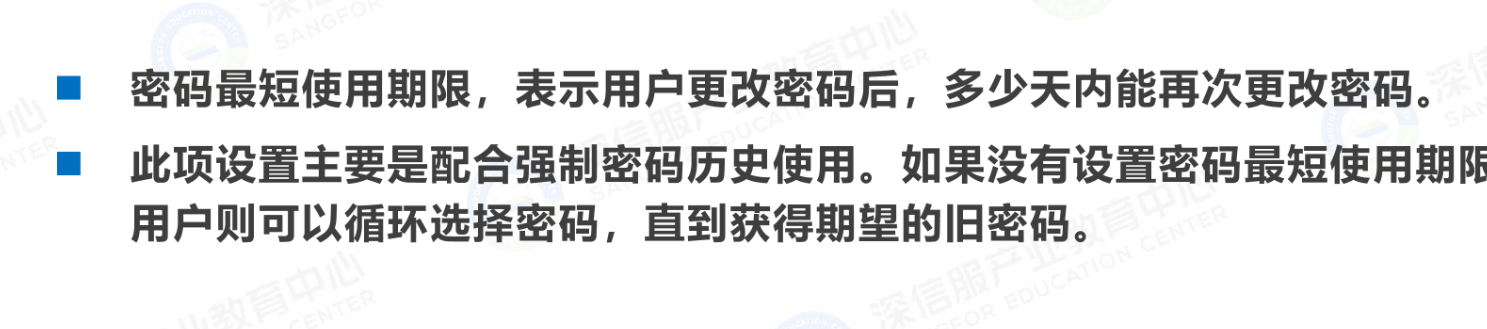 密码最短使用期限，表示用户更改密码后，多少天内能再次更改密码。
此项设置主要是配合强制密码历史使用。如果没有设置密码最短使用期限
用户则可以循环选择密码，直到获得期望的旧密码。
深信服产业教育中心
SANGFOR EDUCATION CENTER